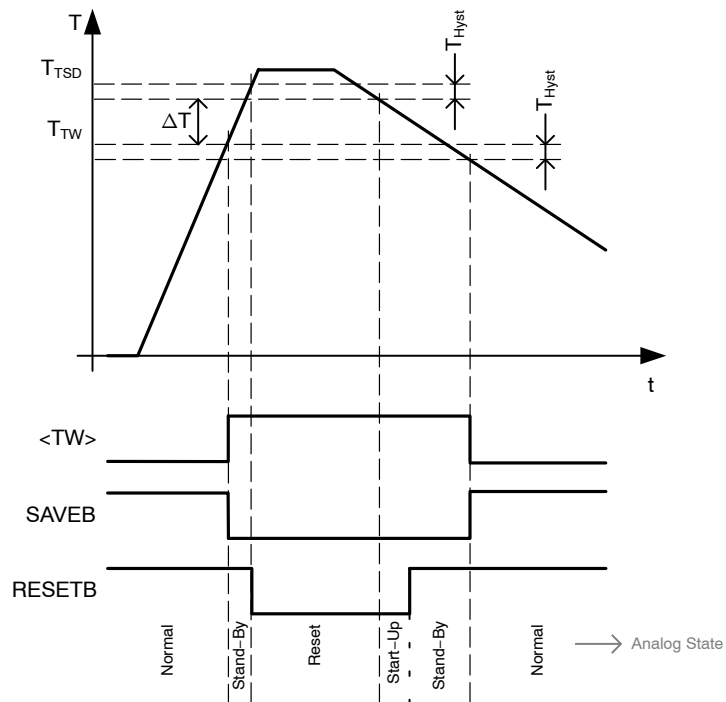 T
T_Hyst
T_TSD
T_Hyst
ΔT
T_TW
t
<TW>
SAVEB
RESETB
Normal
Stand-By
Reset
Start-Up
Stand-By
Normal
Analog State